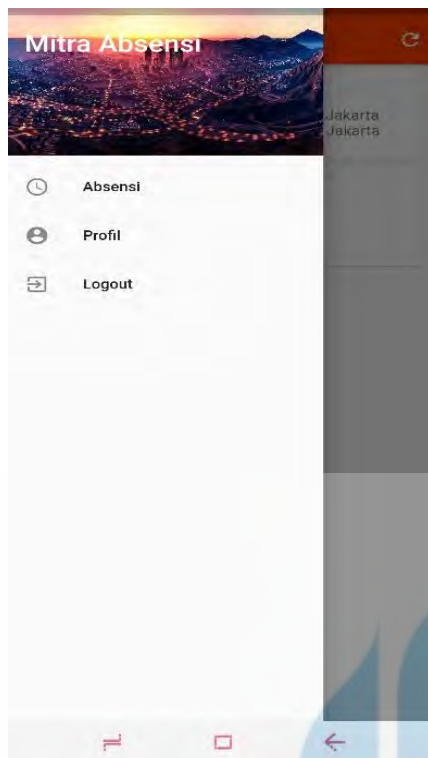 Mitra Absensi
Jakarta
Jakarta
Absensi
Profil
Logout